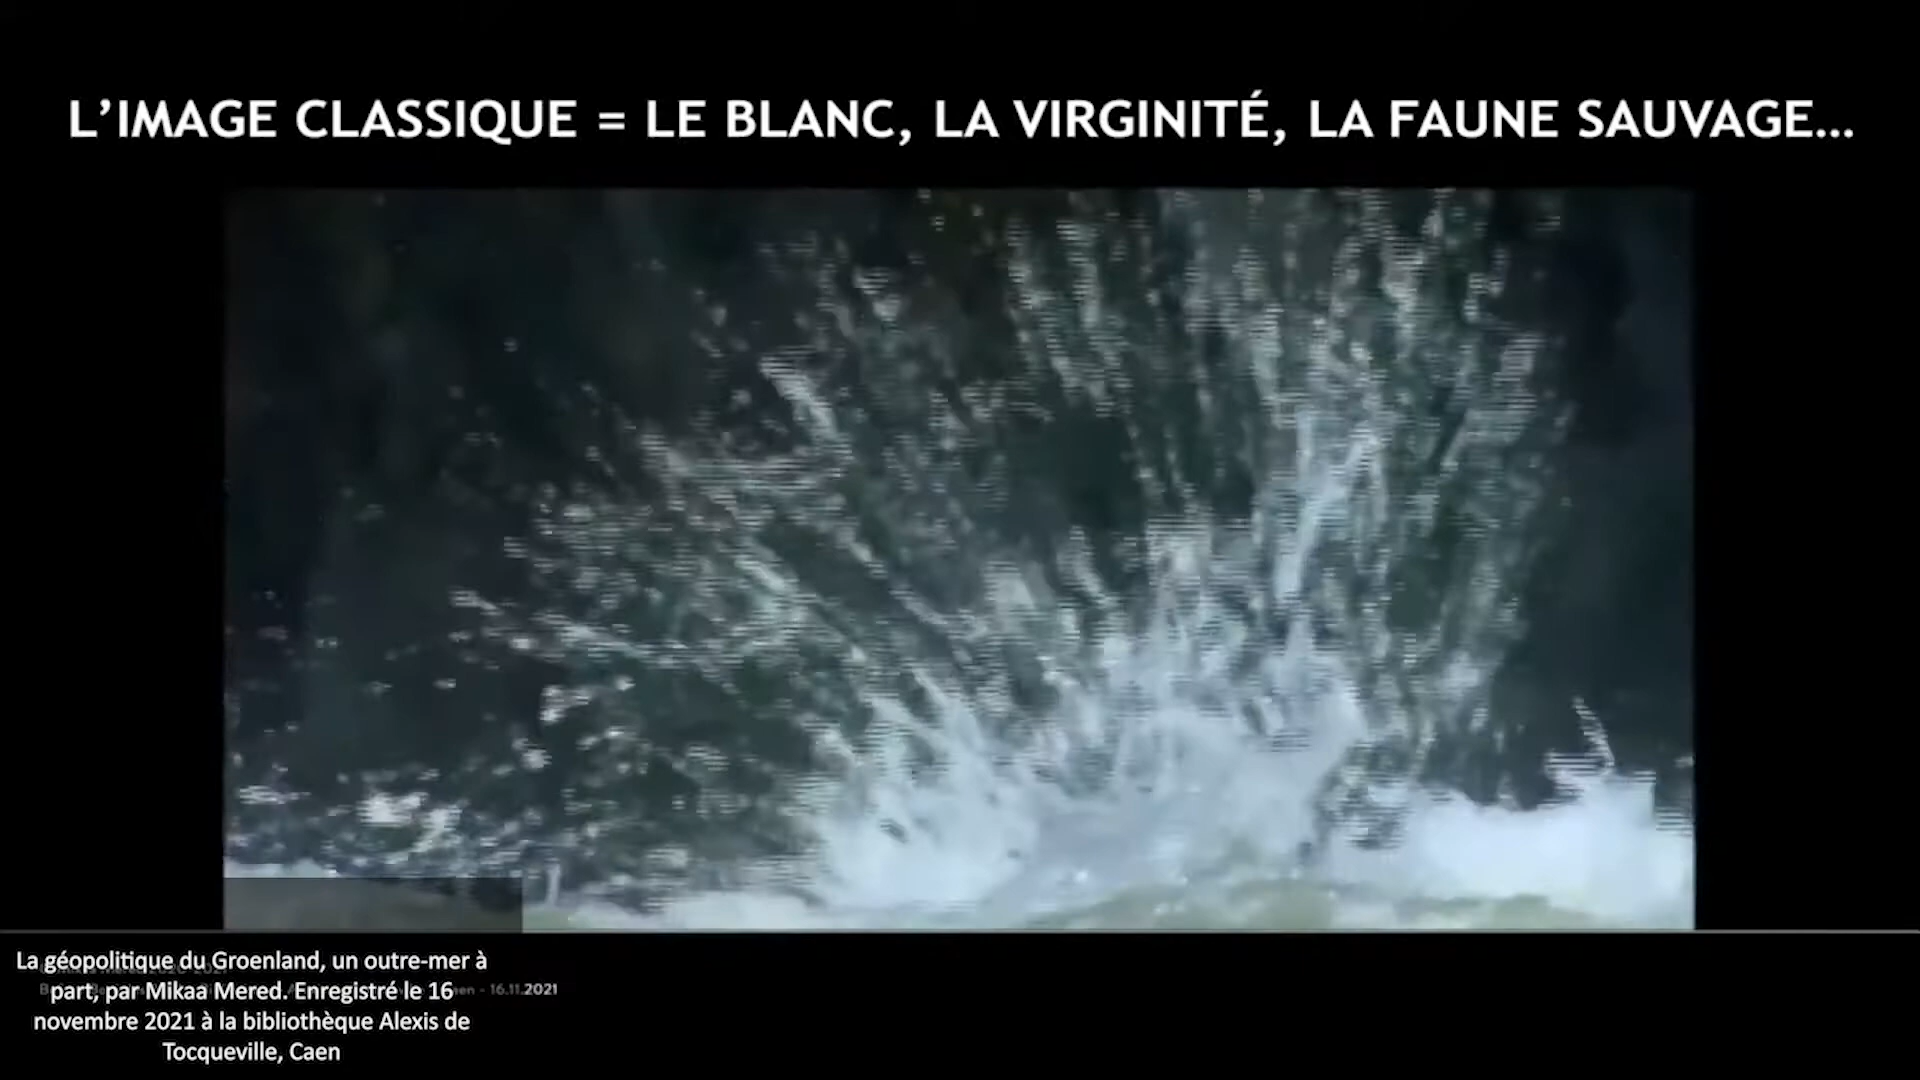 L'IMAGE CLASSIQUE = LE BLANC, LA VIRGINITÉ, LA FAUNE SAUVAGE...
La géopolitique du Groenland, un outre-mer à
part, par Mikaa Mered. Enregistré le 16
- 16.11.2021
novembre 2021 à la bibliothèque Alexis de
Tocqueville, Caen